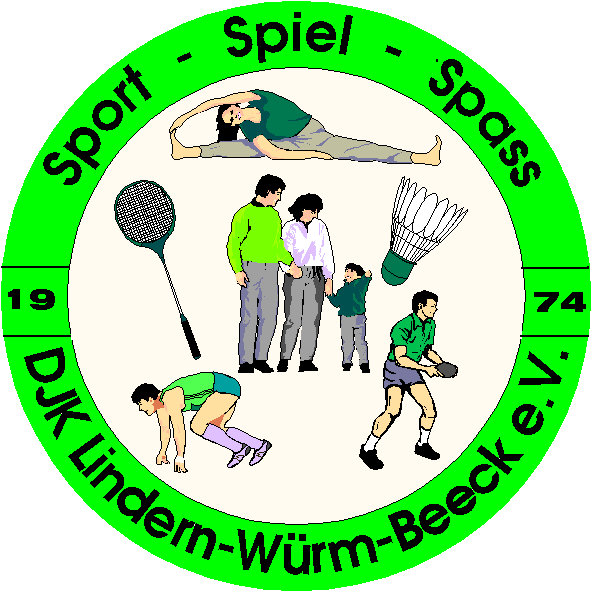 Sport - Spiel - Spass
19 74
DJK Lindern-Würm-Beeck e.V.